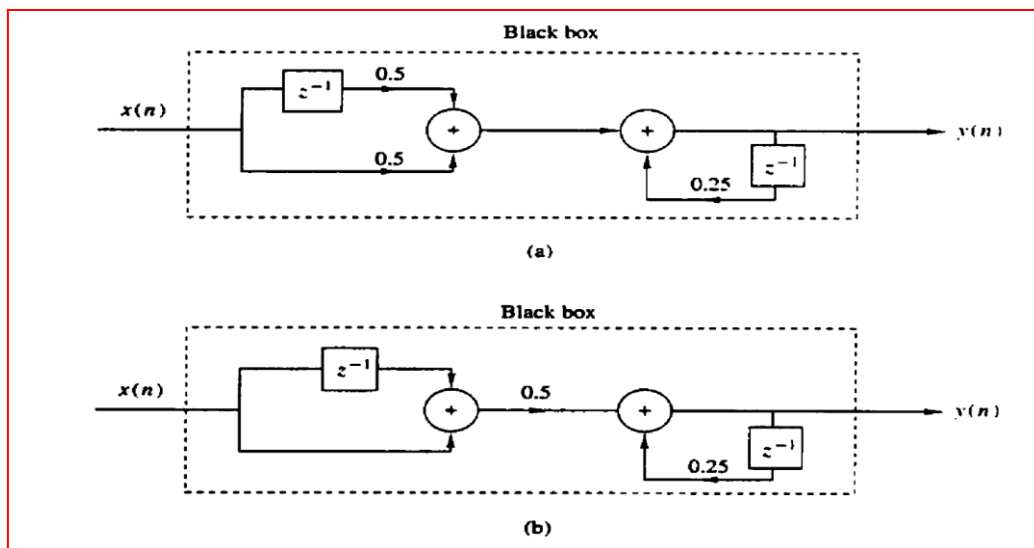 Black box
0.5
z⁻¹
x(n)
+
+
y(n)
z⁻¹
0.5
0.25
(a)
Black box
z⁻¹
x(n)
0.5
+
+
y(n)
z⁻¹
0.25
(b)